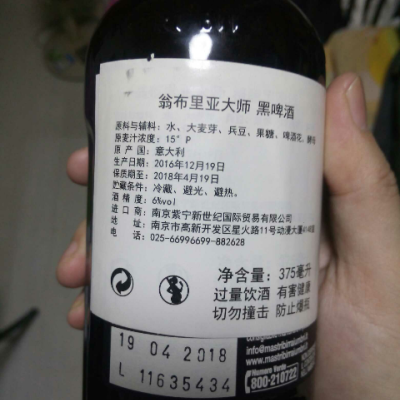 翁布里亚大师 黑啤酒
原料与辅料：水、大麦芽、兵豆、果糖、啤酒花、酵母
原麦汁浓度：15°P
原 产 国：意大利
生产日期：2016年12月19日
保质期至：2018年4月19日
贮藏条件：冷藏、避光、避热。
酒 精 度：6%vol
进 口 商：南京紫宁新世纪国际贸易有限公司
地 址：南京市高新开发区星火路11号动漫大厦
电 话：025-66996699-882628
净含量：375毫升
过量饮酒 有害健康
切勿撞击 防止爆瓶
19 04 2018
L 11635434
info@mastribirraiumbri.
www.mastribirraiumbri.
Numero Verde
800-210722